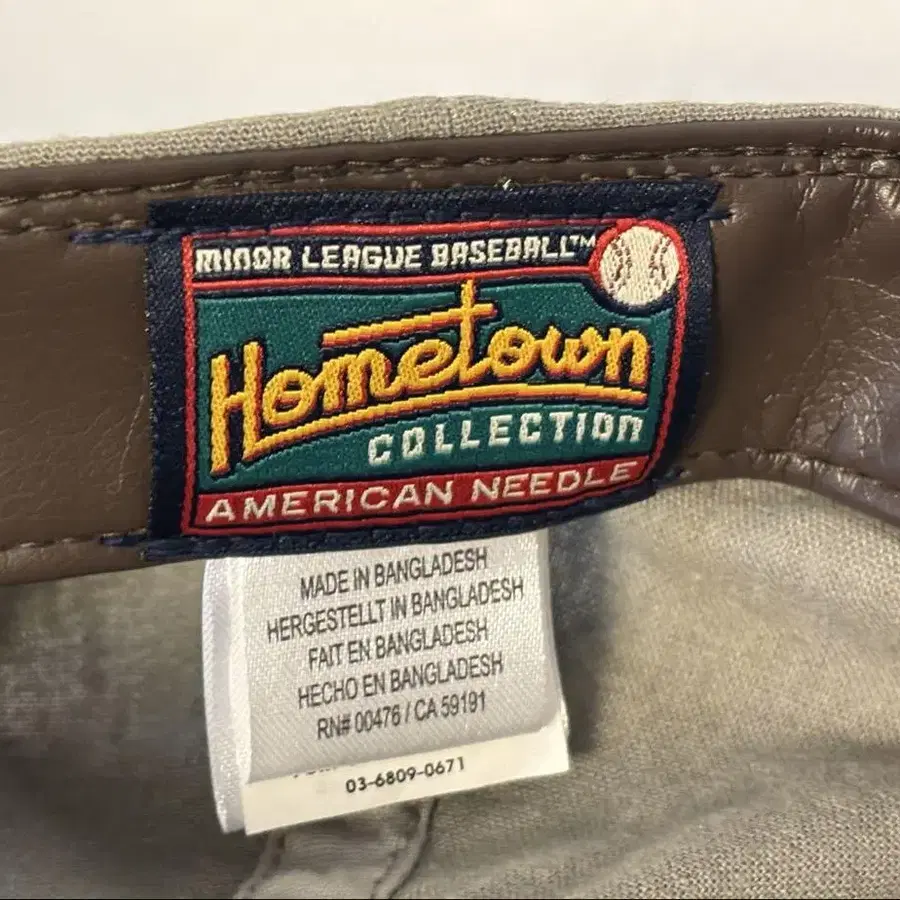 MINOR LEAGUE BASEBALL™
Hometown
COLLECTION
AMERICAN NEEDLE
MADE IN BANGLADESH
HERGESTELLT IN BANGLADESH
FAIT EN BANGLADESH
HECHO EN BANGLADESH
RN# 00476 / CA 59191
03-6809-0671